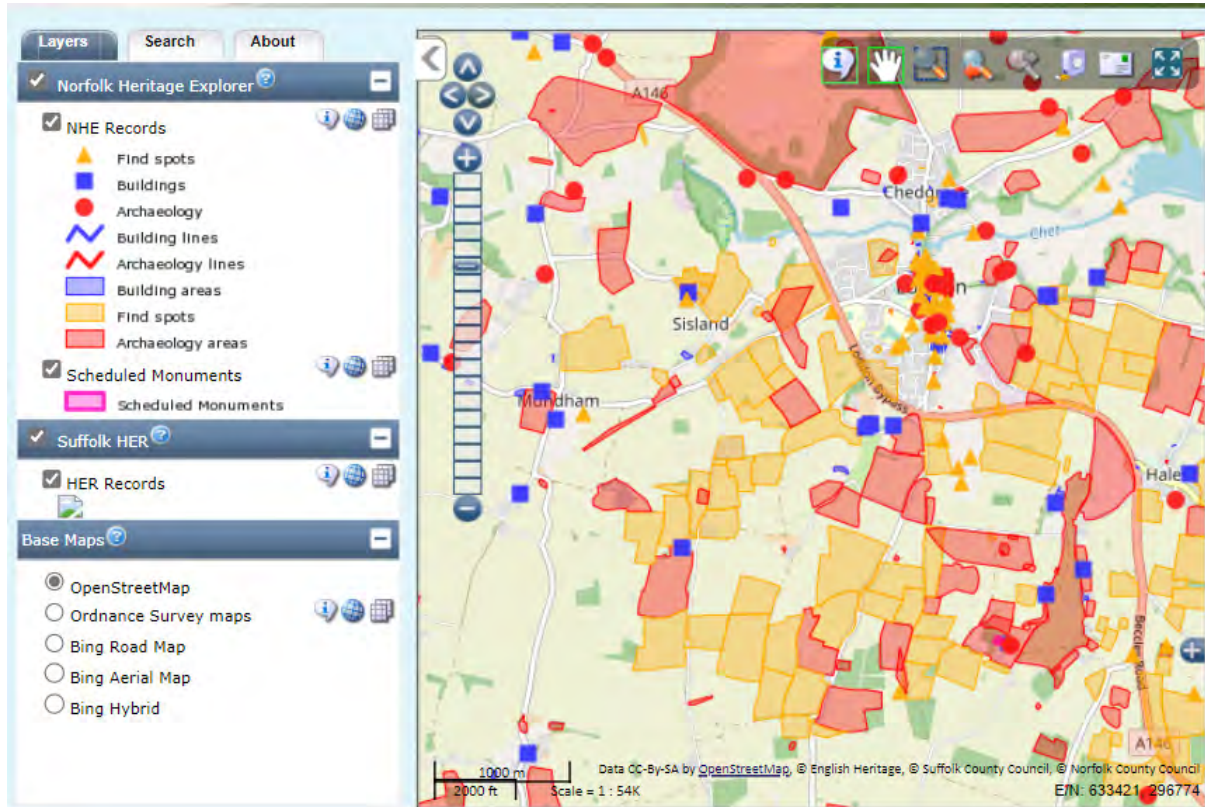 Layers Search About
Norfolk Heritage Explorer ?
NHE Records
Find spots
Buildings
Archaeology
Building lines
Archaeology lines
Building areas
Find spots
Archaeology areas
Scheduled Monuments
Scheduled Monuments
Suffolk HER ?
HER Records
Base Maps ?
OpenStreetMap
Ordnance Survey maps
Bing Road Map
Bing Aerial Map
Bing Hybrid
A146
Chet
Sisland
Mundham
Bypass
Hale
Beccles Road
A146
1000 m
2000 ft
Scale = 1 : 54K
Data CC-By-SA by OpenStreetMap, © English Heritage, © Suffolk County Council, © Norfolk County Council
E/N: 633421, 296774